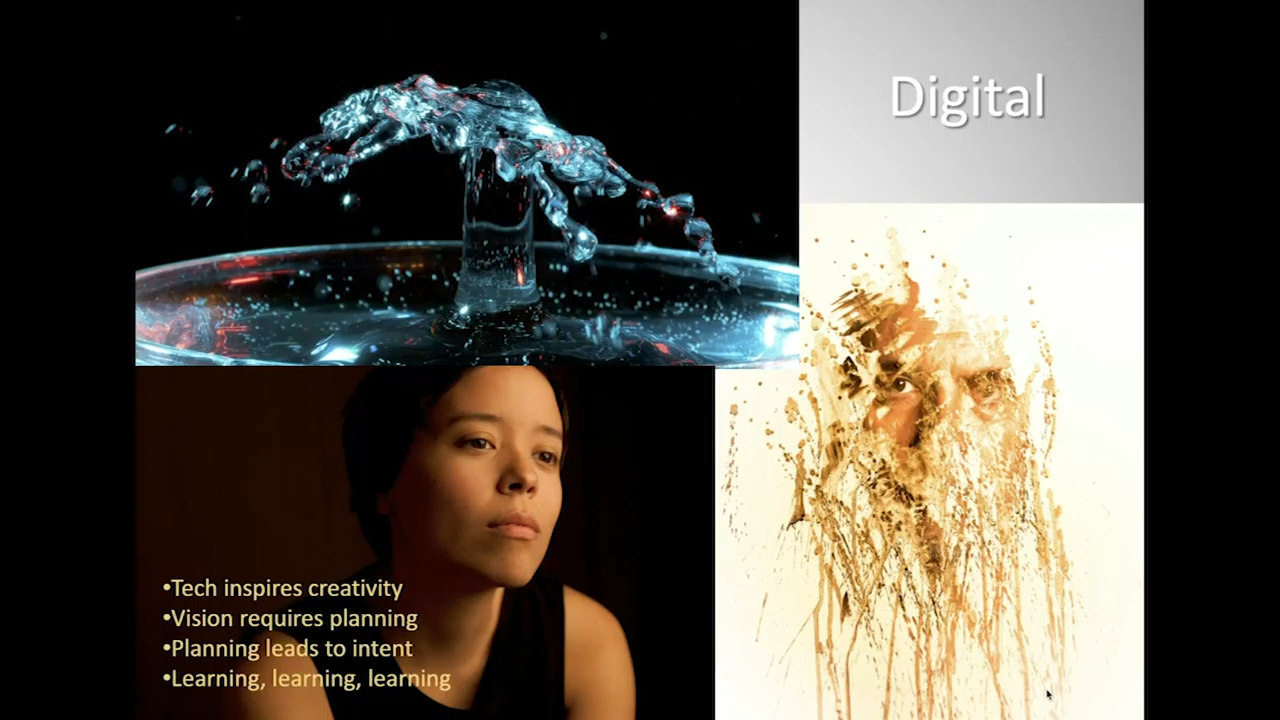 Digital
•Tech inspires creativity
•Vision requires planning
•Planning leads to intent
•Learning, learning, learning